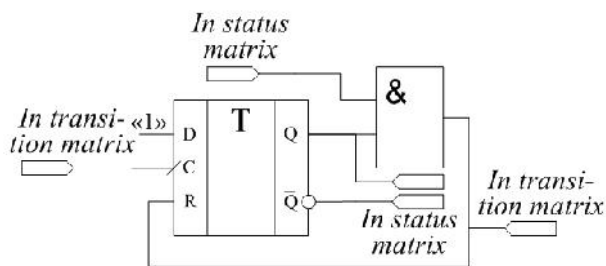 In status
matrix
In transi-
tion matrix
«1»
D
T
Q
C
R
Q̅
&
In status
matrix
In transi-
tion matrix